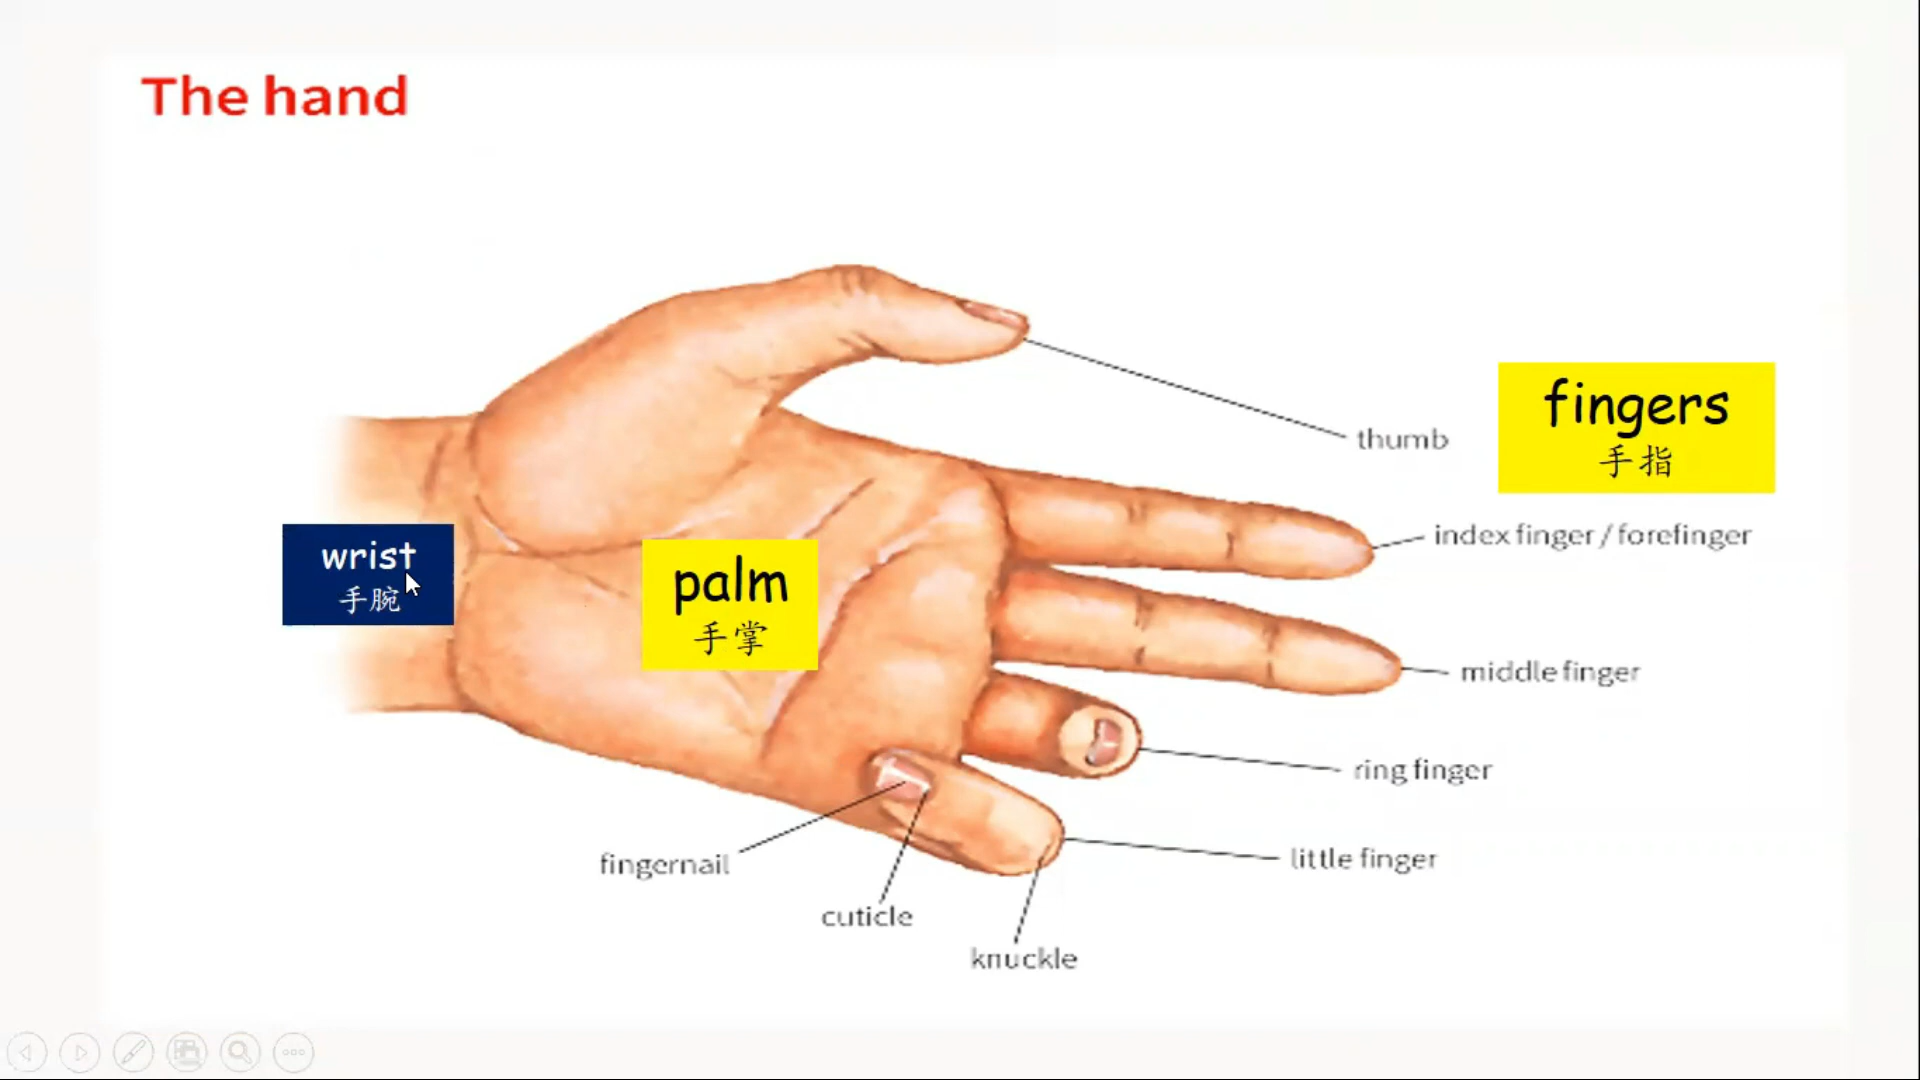 The hand
thumb
fingers
手指
index finger / forefinger
wrist
手腕
palm
手掌
middle finger
ring finger
little finger
fingernail
cuticle
knuckle